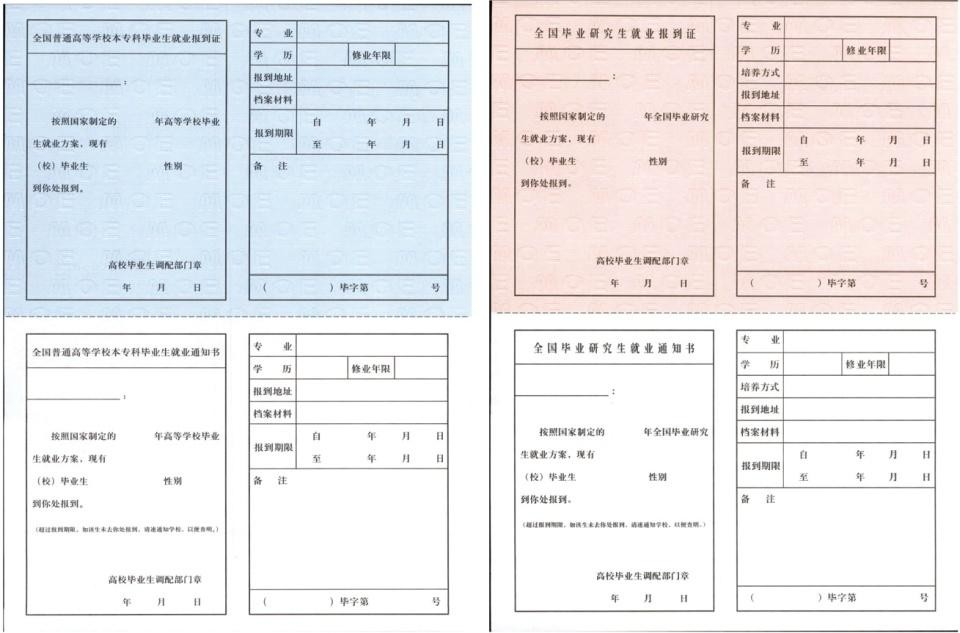 全国普通高等学校本专科毕业生就业报到证
：
按照国家制定的 年高等学校毕业
生就业方案，现有
（校）毕业生 性别
到你处报到。
高校毕业生调配部门章
年 月 日
专 业
学 历 修业年限
报到地址
档案材料
报到期限
自 年 月 日
至 年 月 日
备 注
（ ）毕字第 号
全国毕业研究生就业报到证
：
按照国家制定的 年全国毕业研究
生就业方案，现有
（校）毕业生 性别
到你处报到。
高校毕业生调配部门章
年 月 日
专 业
学 历 修业年限
培养方式
报到地址
档案材料
报到期限
自 年 月 日
至 年 月 日
备 注
（ ）毕字第 号
全国普通高等学校本专科毕业生就业通知书
：
按照国家制定的 年高等学校毕业
生就业方案，现有
（校）毕业生 性别
到你处报到。
（超过报到期限，如该生未去你处报到，请速通知学校，以便查明。）
高校毕业生调配部门章
年 月 日
专 业
学 历 修业年限
报到地址
档案材料
报到期限
自 年 月 日
至 年 月 日
备 注
（ ）毕字第 号
全国毕业研究生就业通知书
：
按照国家制定的 年全国毕业研究
生就业方案，现有
（校）毕业生 性别
到你处报到。
（超过报到期限，如该生未去你处报到，请速通知学校，以便查明。）
高校毕业生调配部门章
年 月 日
专 业
学 历 修业年限
培养方式
报到地址
档案材料
报到期限
自 年 月 日
至 年 月 日
备 注
（ ）毕字第 号